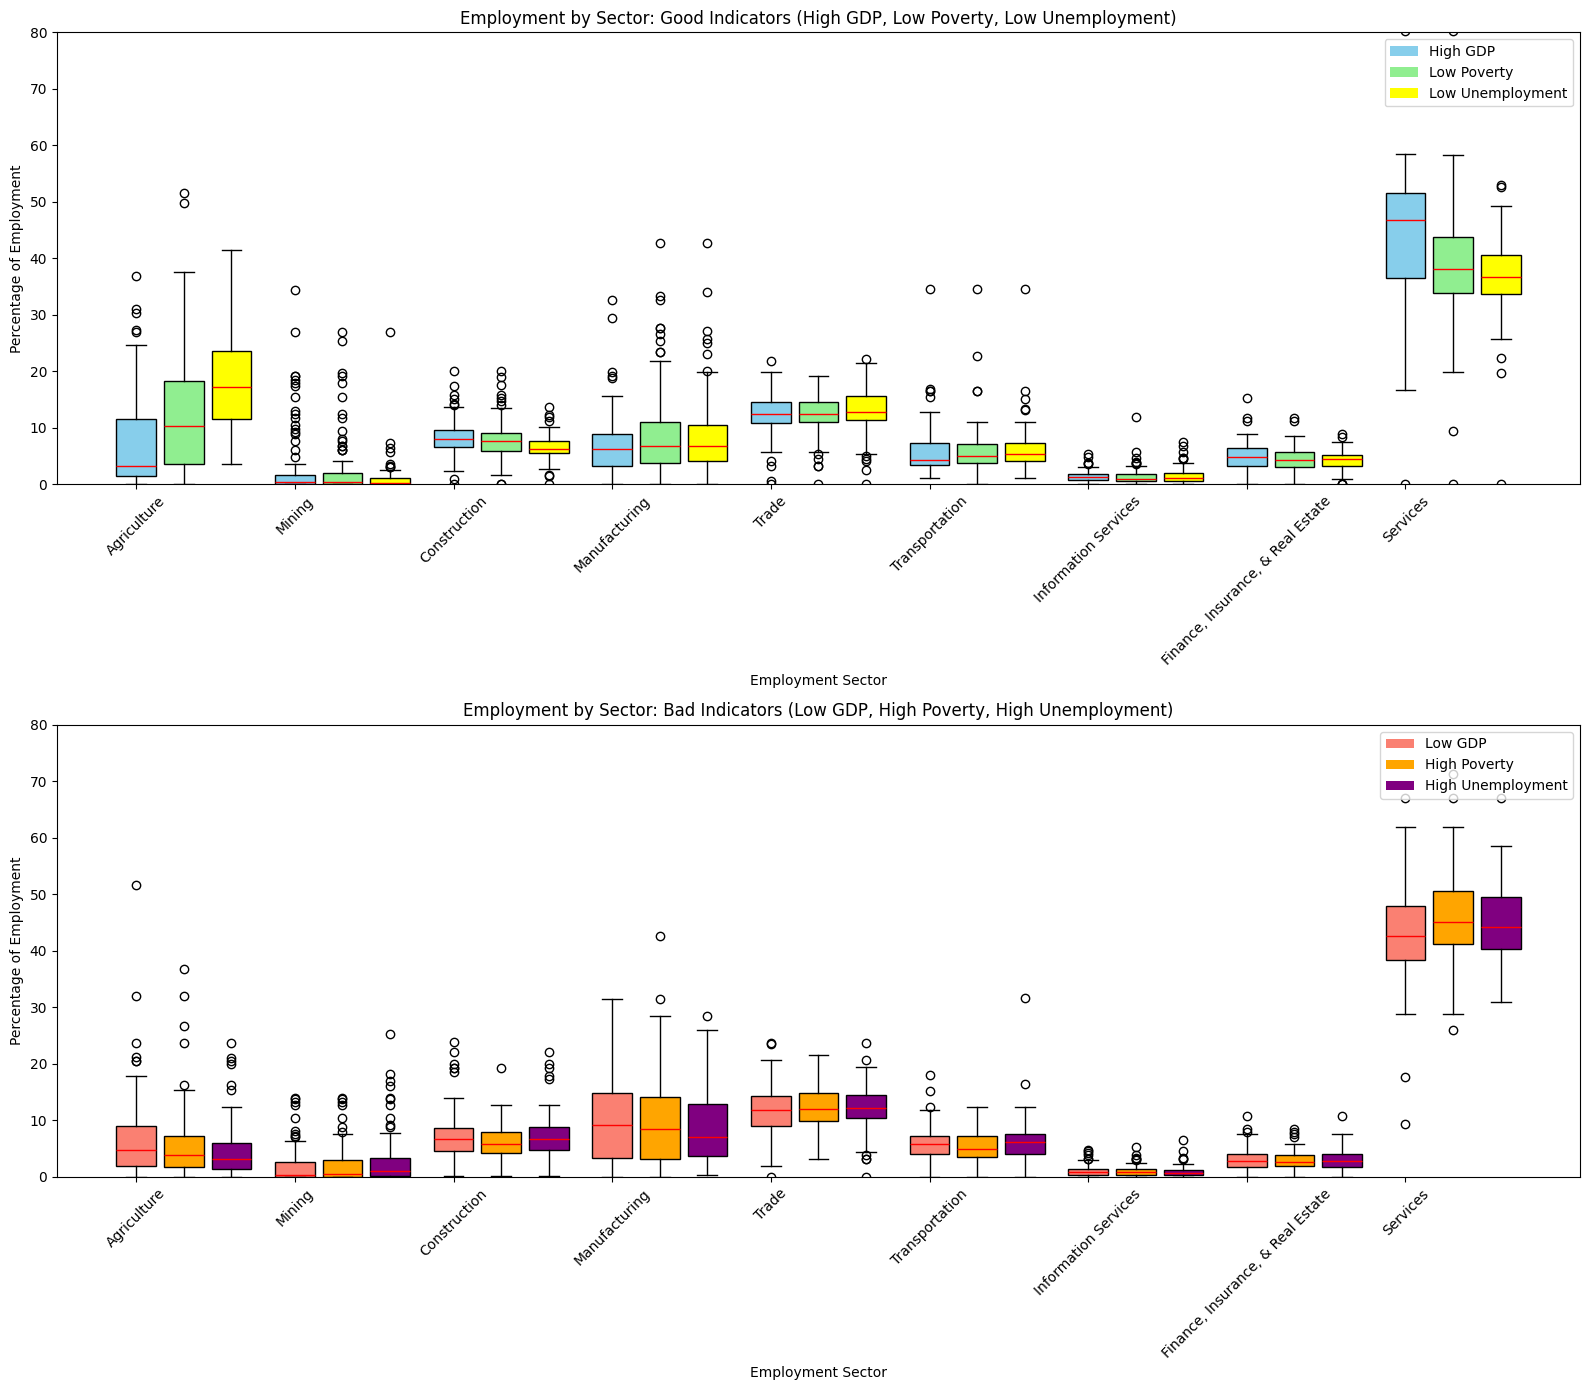 Employment by Sector: Good Indicators (High GDP, Low Poverty, Low Unemployment)
High GDP
Low Poverty
Low Unemployment
Percentage of Employment
80
70
60
50
40
30
20
10
0
Agriculture
Mining
Construction
Manufacturing
Trade
Transportation
Information Services
Finance, Insurance, & Real Estate
Services
Employment Sector
Employment by Sector: Bad Indicators (Low GDP, High Poverty, High Unemployment)
Low GDP
High Poverty
High Unemployment
Percentage of Employment
80
70
60
50
40
30
20
10
0
Agriculture
Mining
Construction
Manufacturing
Trade
Transportation
Information Services
Finance, Insurance, & Real Estate
Services
Employment Sector